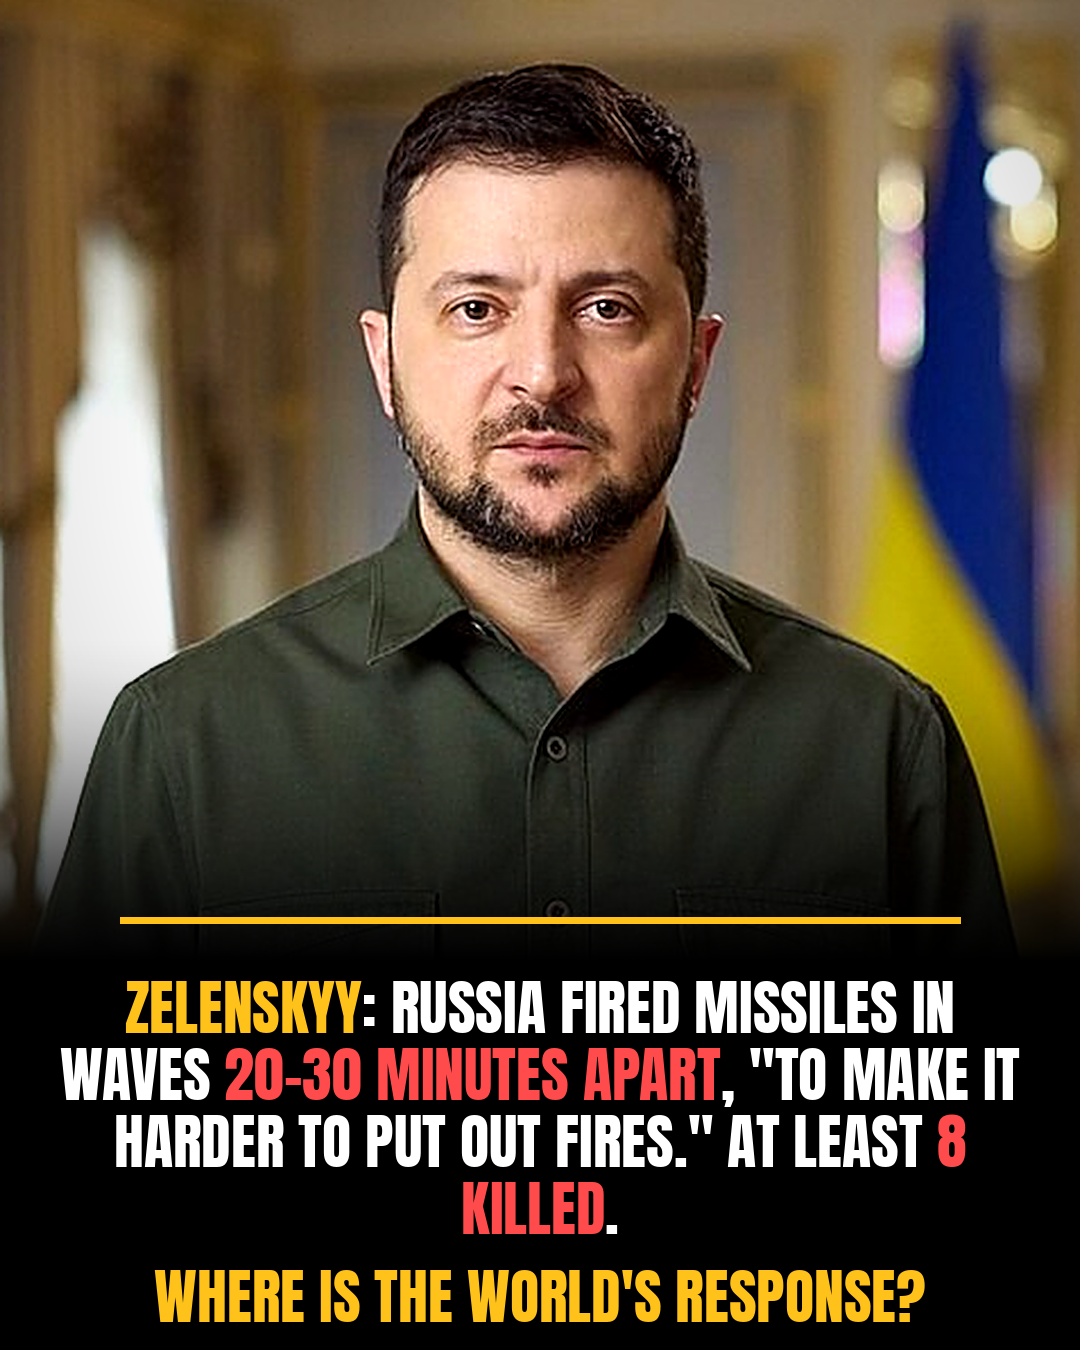 ZELENSKYY: RUSSIA FIRED MISSILES IN
WAVES 20-30 MINUTES APART, "TO MAKE IT
HARDER TO PUT OUT FIRES." AT LEAST 8
KILLED.
WHERE IS THE WORLD'S RESPONSE?